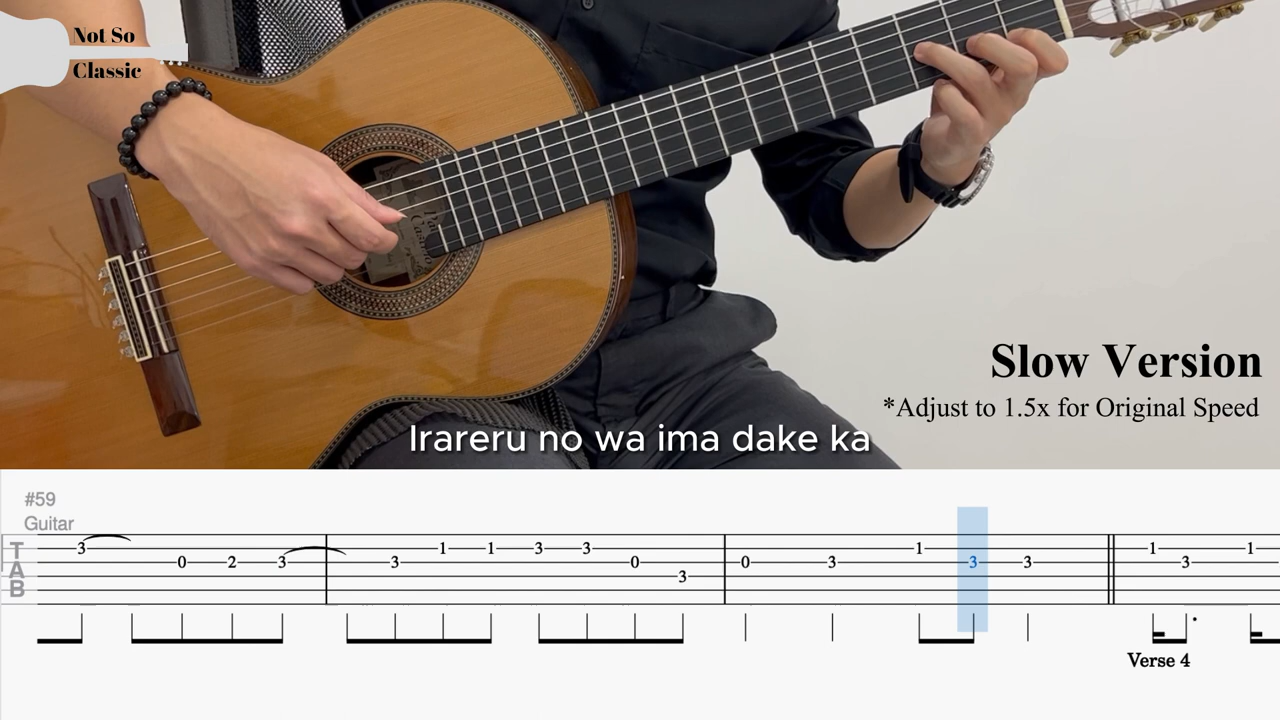 Not So
Classic
Slow Version
*Adjust to 1.5x for Original Speed
Irareru no wa ima dake ka
#59
Guitar
T
A
B
3 0 2 3 3 1 1 3 3 0 3 0 3 1 3 3 1 3 1
Verse 4